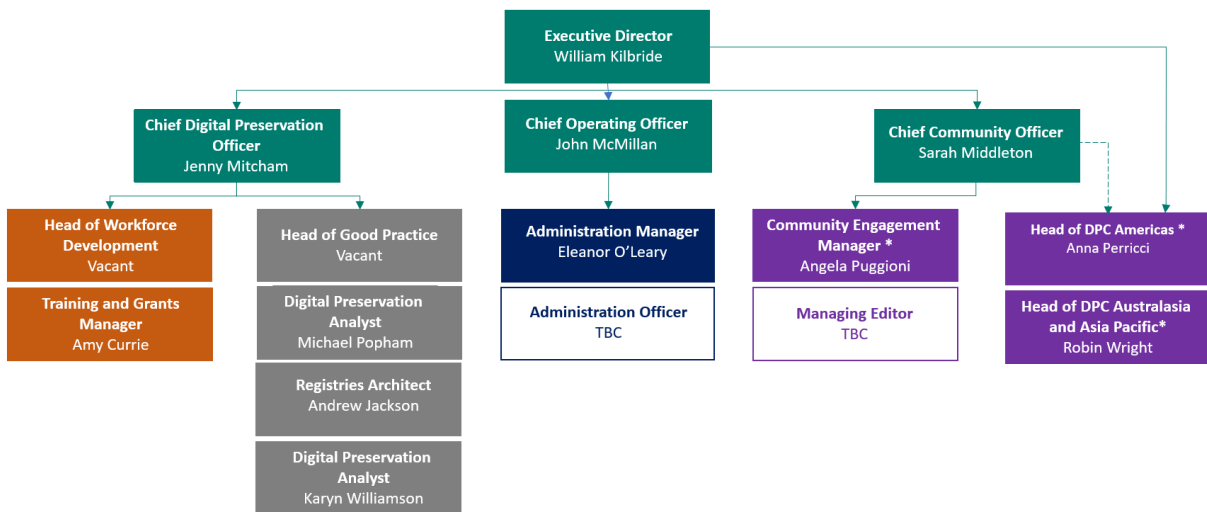 Executive Director
William Kilbride
Chief Digital Preservation
Officer
Jenny Mitcham
Chief Operating Officer
John McMillan
Chief Community Officer
Sarah Middleton
Head of Workforce
Development
Vacant
Training and Grants
Manager
Amy Currie
Head of Good Practice
Vacant
Digital Preservation
Analyst
Michael Popham
Registries Architect
Andrew Jackson
Digital Preservation
Analyst
Karyn Williamson
Administration Manager
Eleanor O’Leary
Administration Officer
TBC
Community Engagement
Manager *
Angela Puggioni
Managing Editor
TBC
Head of DPC Americas *
Anna Perricci
Head of DPC Australasia
and Asia Pacific*
Robin Wright